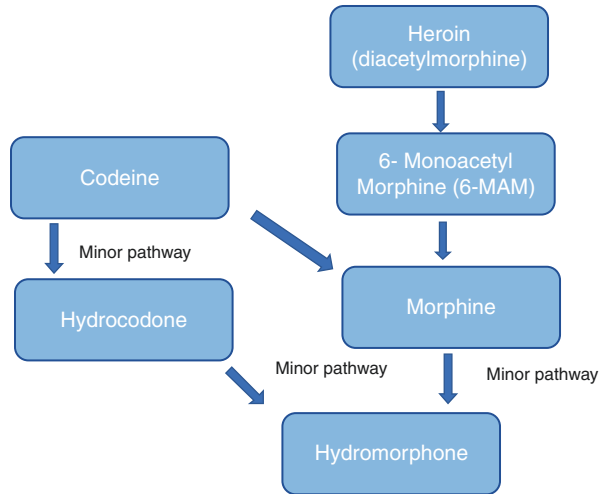 Heroin
(diacetylmorphine)
6- Monoacetyl
Morphine (6-MAM)
Codeine
Minor pathway
Hydrocodone
Morphine
Minor pathway
Minor pathway
Hydromorphone